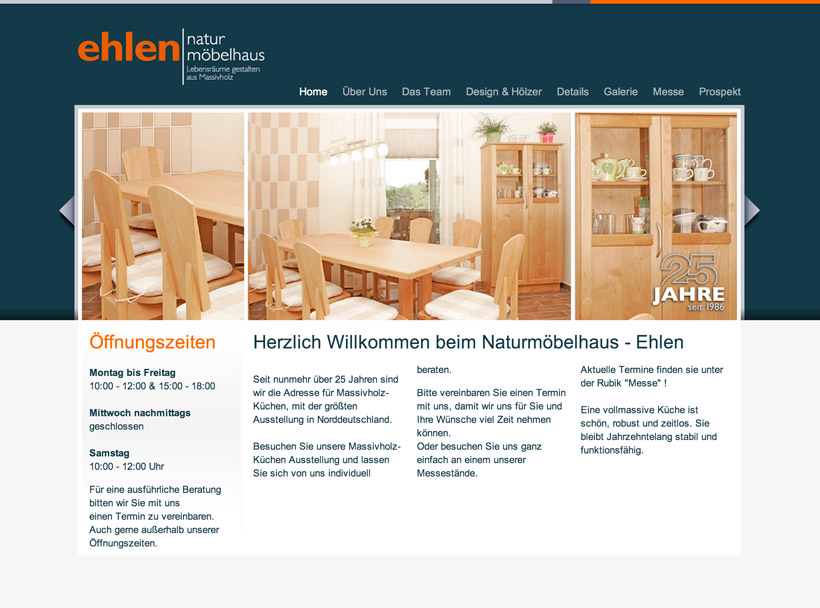 ehlen
natur
möbelhaus
Lebensräume gestalten
aus Massivholz
Home Über Uns Das Team Design & Hölzer Details Galerie Messe Prospekt
25
JAHRE
seit 1986
Öffnungszeiten
Montag bis Freitag
10:00 - 12:00 & 15:00 - 18:00
Mittwoch nachmittags
geschlossen
Samstag
10:00 - 12:00 Uhr
Für eine ausführliche Beratung
bitten wir Sie mit uns
einen Termin zu vereinbaren.
Auch gerne außerhalb unserer
Öffnungszeiten.
Herzlich Willkommen beim Naturmöbelhaus - Ehlen
Seit nunmehr über 25 Jahren sind
wir die Adresse für Massivholz-
Küchen, mit der größten
Ausstellung in Norddeutschland.
Besuchen Sie unsere Massivholz-
Küchen Ausstellung und lassen
Sie sich von uns individuell
beraten.
Bitte vereinbaren Sie einen Termin
mit uns, damit wir uns für Sie und
Ihre Wünsche viel Zeit nehmen
können.
Oder besuchen Sie uns ganz
einfach an einem unserer
Messestände.
Aktuelle Termine finden sie unter
der Rubik "Messe" !
Eine vollmassive Küche ist
schön, robust und zeitlos. Sie
bleibt Jahrzehntelang stabil und
funktionsfähig.